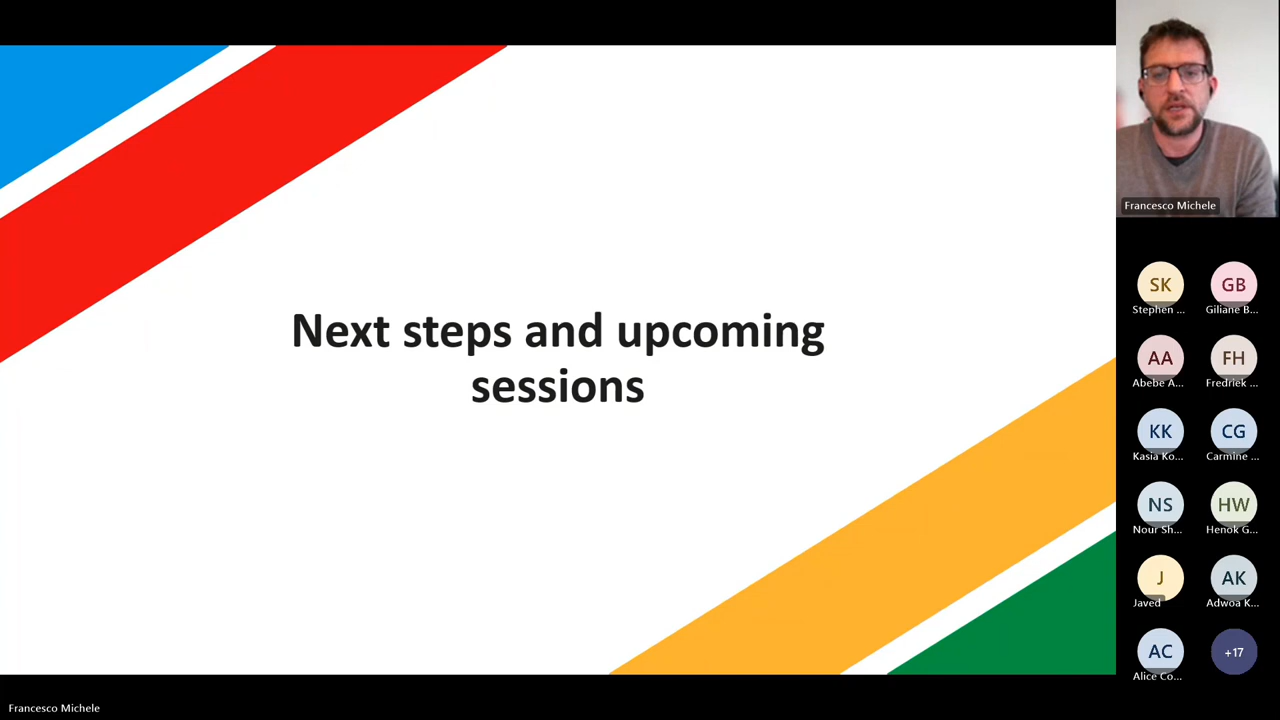 Next steps and upcoming
sessions
Francesco Michele
SK
GB
Stephen ...
Giliane B...
AA
FH
Abebe A...
Fredriek ...
KK
CG
Kasia Ko...
Carmine ...
NS
HW
Nour Sh...
Henok G...
J
AK
Javed
Adwoa K...
AC
+17
Alice Co...
Francesco Michele